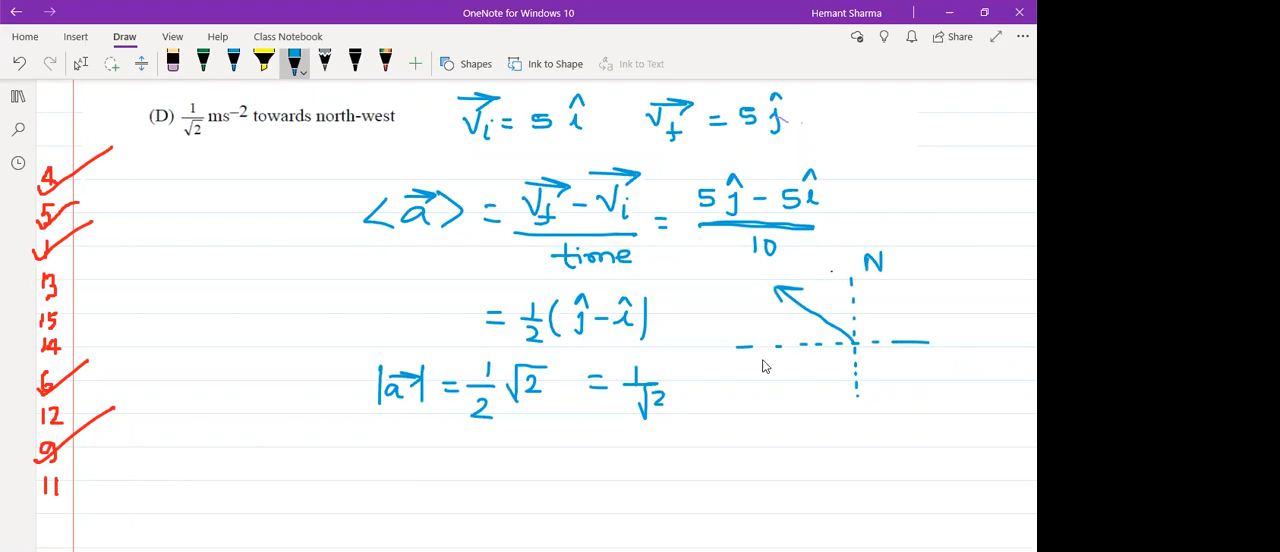 OneNote for Windows 10
Hemant Sharma
Home Insert Draw View Help Class Notebook
Share
Shapes Ink to Shape Ink to Text
(D) 1/√2 ms⁻² towards north-west
v⃗i = 5 î v⃗f = 5 ĵ
<a⃗> = (v⃗f − v⃗i)/time = (5ĵ − 5î)/10
N
= 1/2 (ĵ − î)
|a⃗| = 1/2 √2 = 1/√2
4
5
1
13
15
14
6
12
9
11